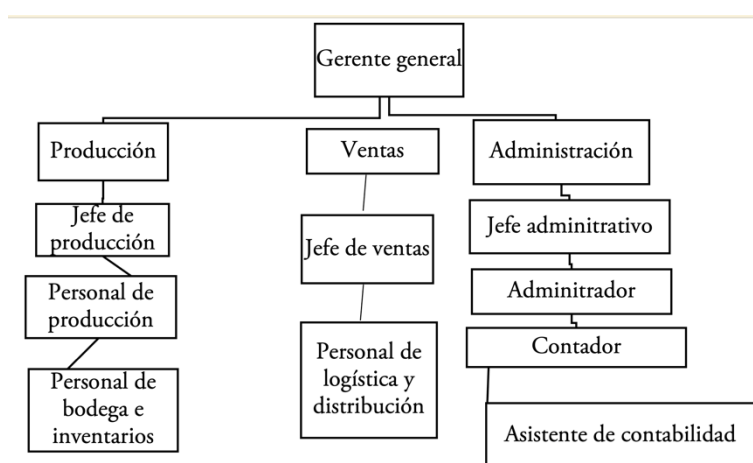 Gerente general
Producción
Ventas
Administración
Jefe de
producción
Jefe de ventas
Jefe adminitrativo
Personal de
producción
Adminitrador
Personal de
logística y
distribución
Contador
Personal de
bodega e
inventarios
Asistente de contabilidad